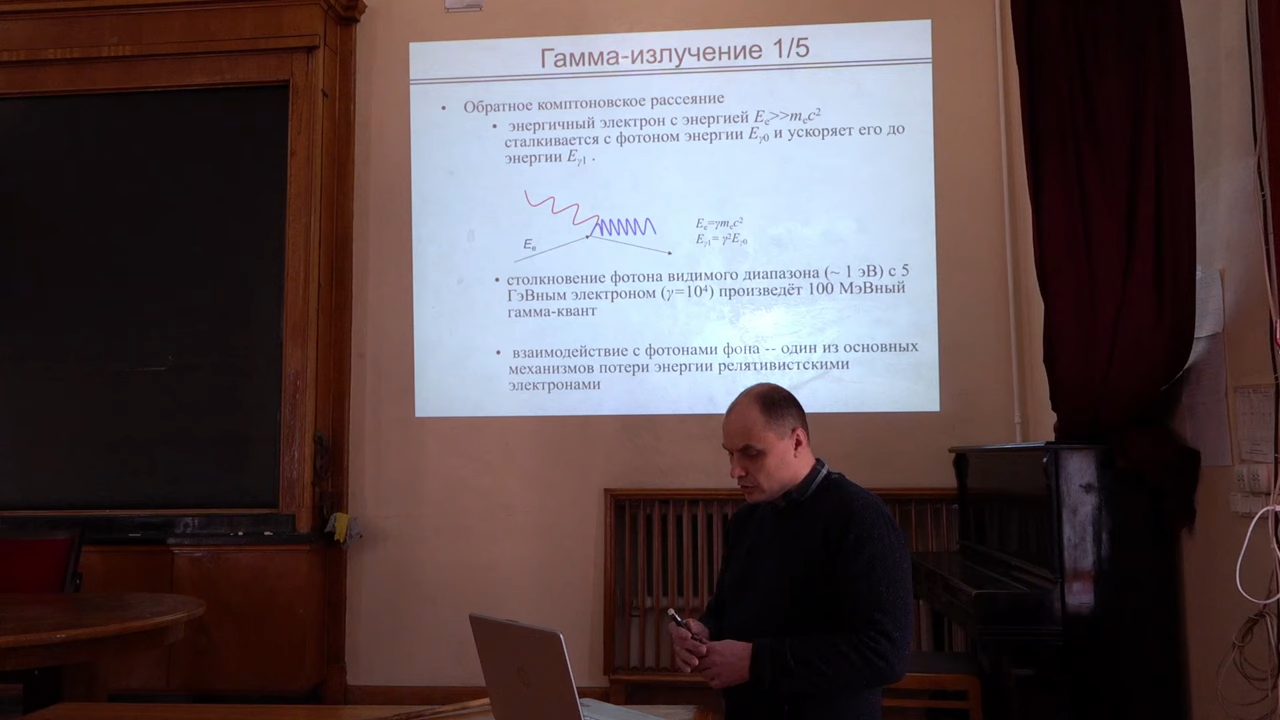 Гамма-излучение 1/5
• Обратное комптоновское рассеяние
• энергичный электрон с энергией Eₑ>>mₑc²
сталкивается с фотоном энергии Eᵧ₀ и ускоряет его до
энергии Eᵧ₁ .
Eₑ=γmₑc²
Eᵧ₁= γ²Eᵧ₀
Eₑ
• столкновение фотона видимого диапазона (~ 1 эВ) с 5
ГэВным электроном (γ=10⁴) произведёт 100 МэВный
гамма-квант
• взаимодействие с фотонами фона -- один из основных
механизмов потери энергии релятивистскими
электронами